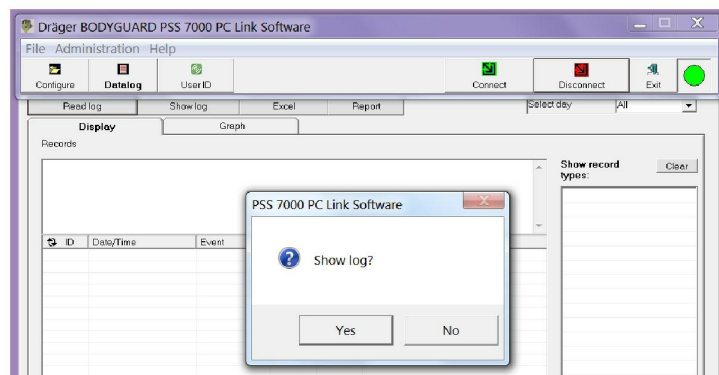 Dräger BODYGUARD PSS 7000 PC Link Software
File Administration Help
Configure Datalog User ID Connect Disconnect Exit
Read log Show log Excel Report Select day All
Display Graph
Records
Show record types:
Clear
ID Date/Time Event
PSS 7000 PC Link Software
Show log?
Yes No